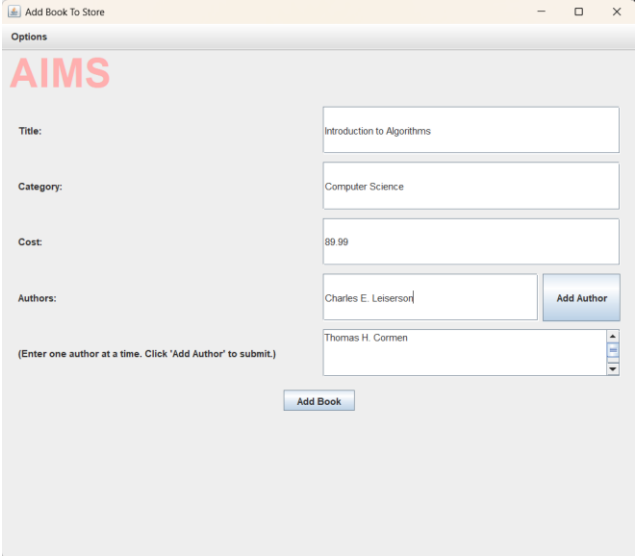 Add Book To Store
Options
AIMS
Title:
Introduction to Algorithms
Category:
Computer Science
Cost:
89.99
Authors:
Charles E. Leiserson
Add Author
(Enter one author at a time. Click 'Add Author' to submit.)
Thomas H. Cormen
Add Book